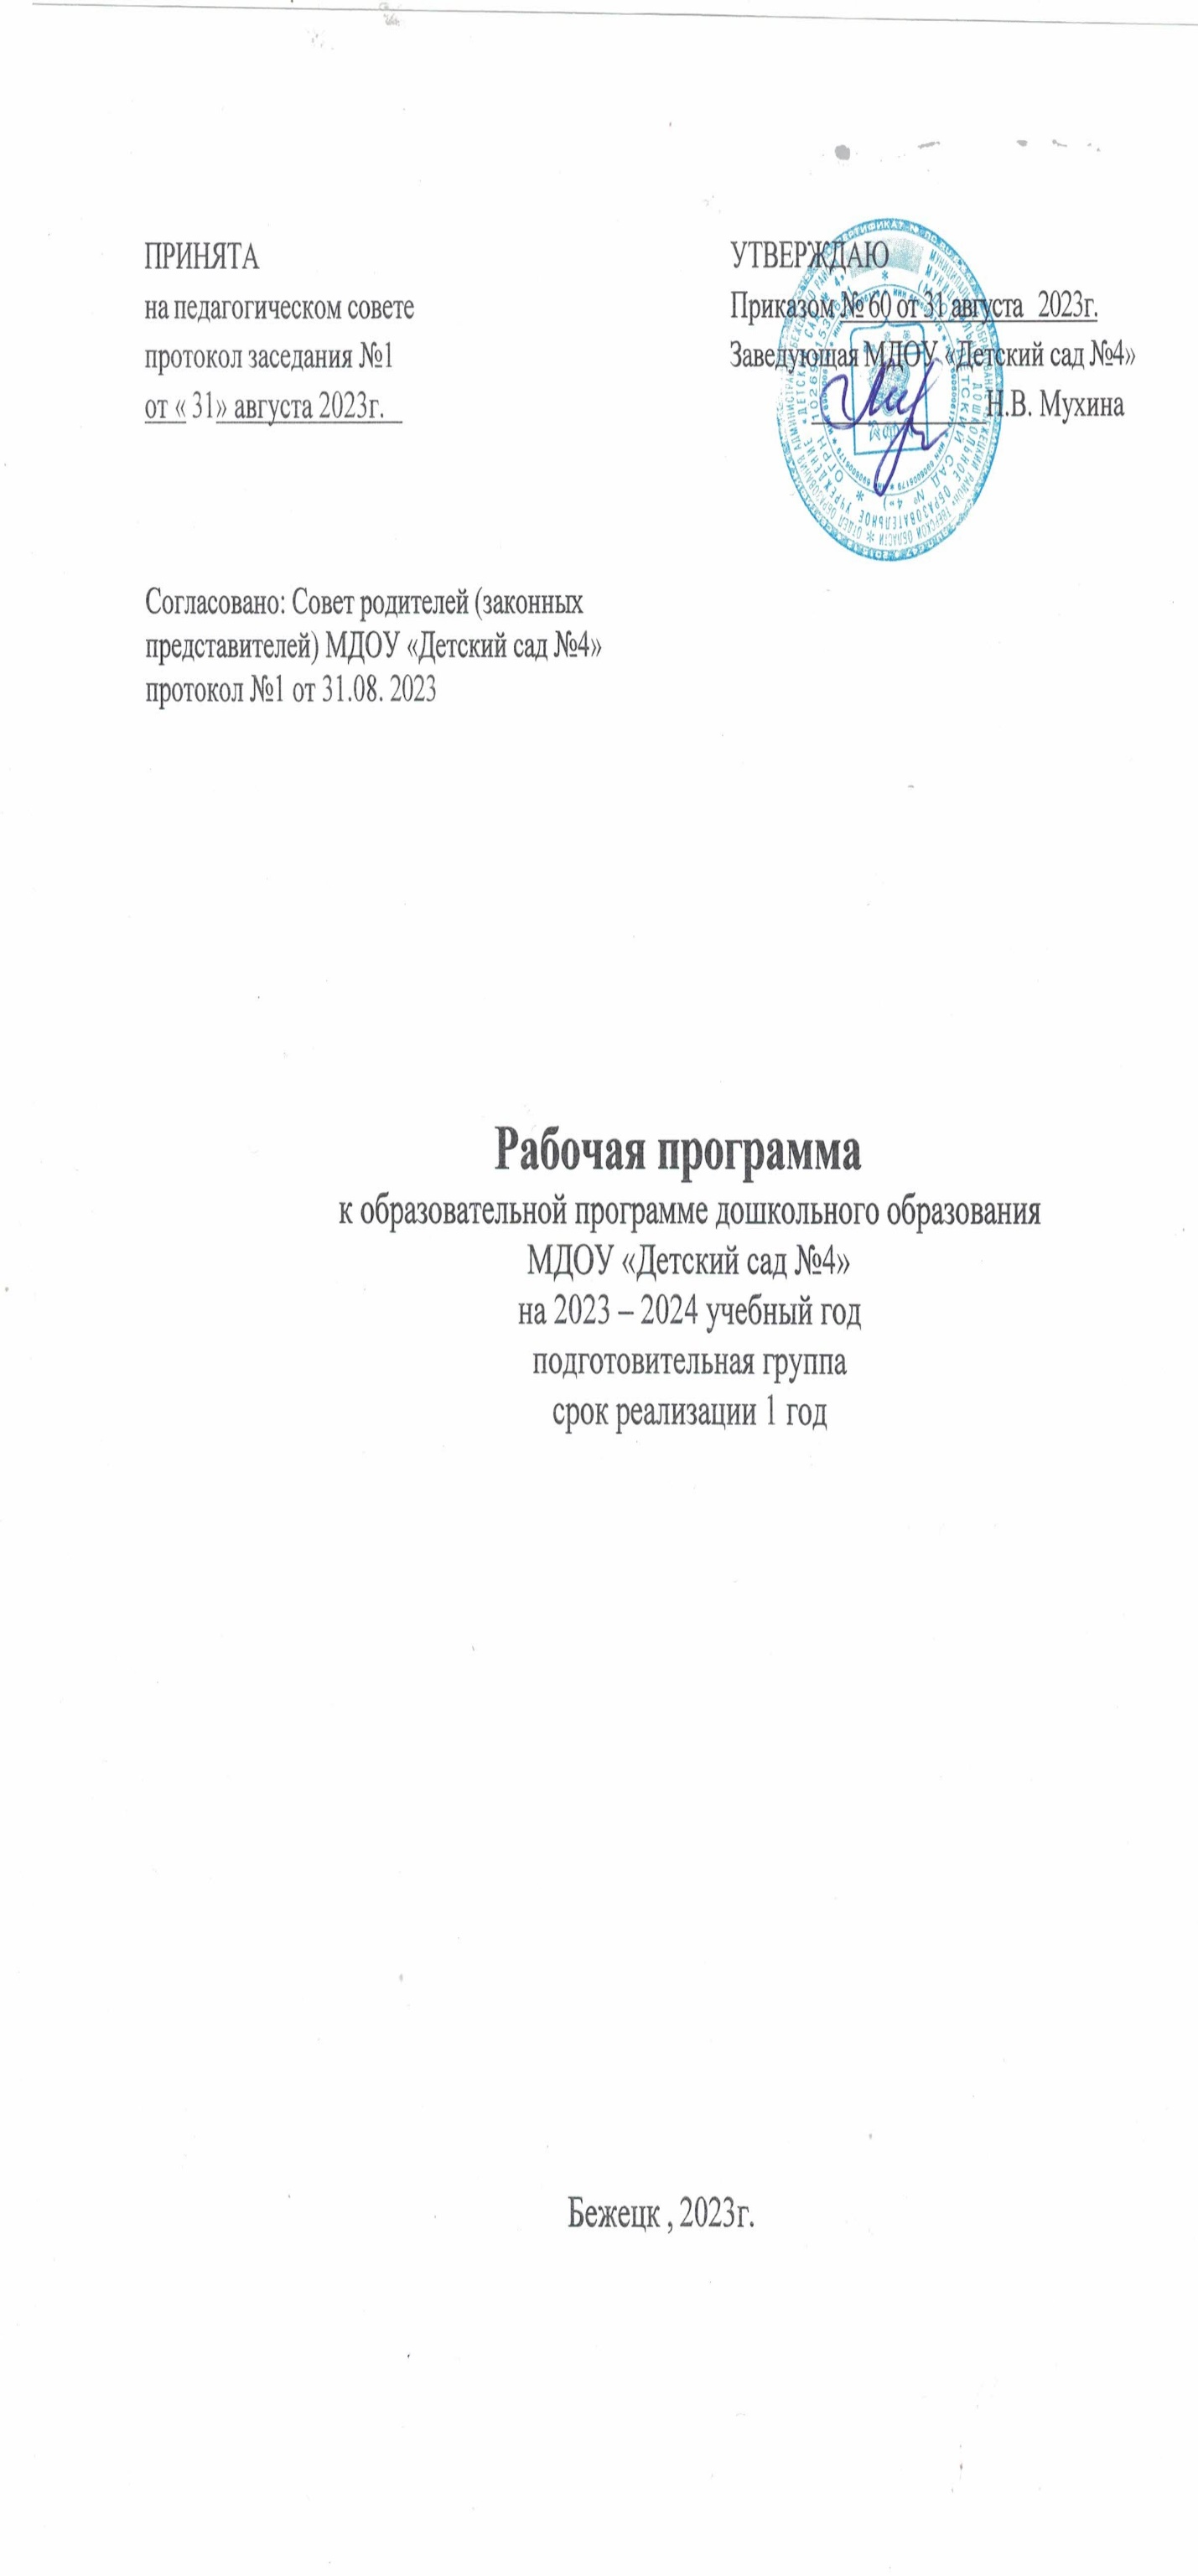 ПРИНЯТА
на педагогическом совете
протокол заседания №1
от « 31» августа 2023г.
УТВЕРЖДАЮ
Приказом № 60 от 31 августа 2023г.
Заведующая МДОУ «Детский сад №4»
Н.В. Мухина
Согласовано: Совет родителей (законных
представителей) МДОУ «Детский сад №4»
протокол №1 от 31.08. 2023
Рабочая программа
к образовательной программе дошкольного образования
МДОУ «Детский сад №4»
на 2023 – 2024 учебный год
подготовительная группа
срок реализации 1 год
Бежецк , 2023г.